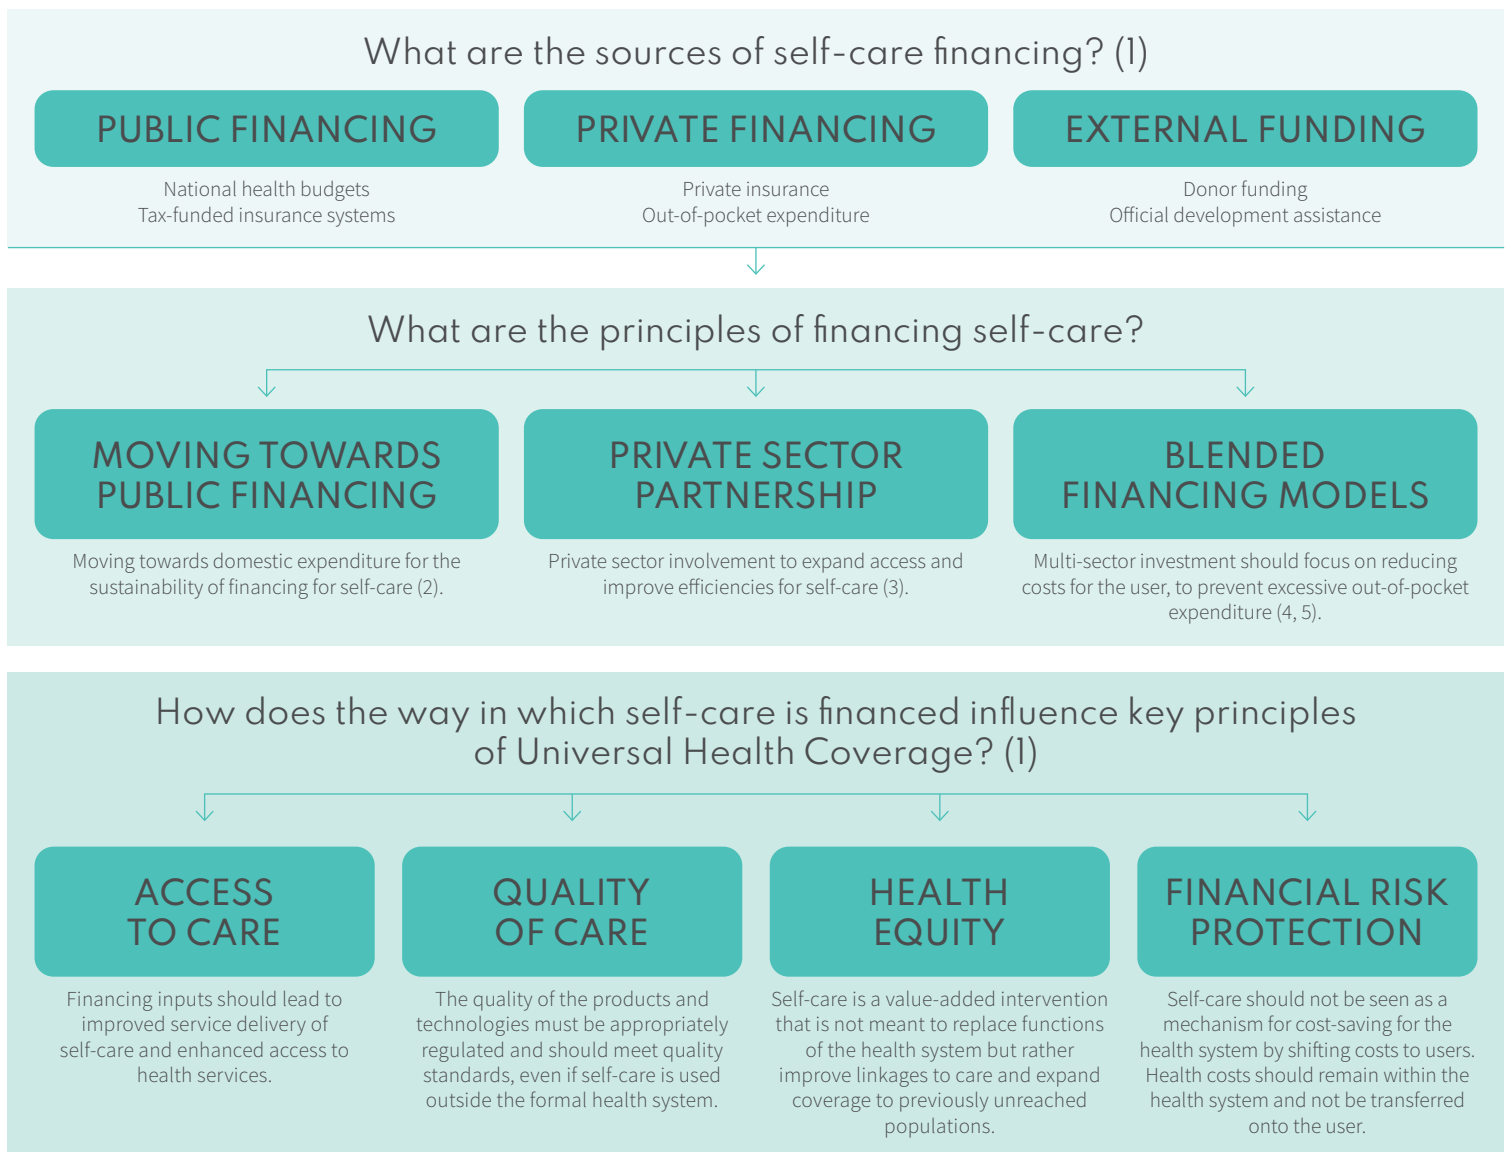 What are the sources of self-care financing? (1)
PUBLIC FINANCING
National health budgets
Tax-funded insurance systems
PRIVATE FINANCING
Private insurance
Out-of-pocket expenditure
EXTERNAL FUNDING
Donor funding
Official development assistance
What are the principles of financing self-care?
MOVING TOWARDS
PUBLIC FINANCING
Moving towards domestic expenditure for the
sustainability of financing for self-care (2).
PRIVATE SECTOR
PARTNERSHIP
Private sector involvement to expand access and
improve efficiencies for self-care (3).
BLENDED
FINANCING MODELS
Multi-sector investment should focus on reducing
costs for the user, to prevent excessive out-of-pocket
expenditure (4, 5).
How does the way in which self-care is financed influence key principles
of Universal Health Coverage? (1)
ACCESS
TO CARE
Financing inputs should lead to
improved service delivery of
self-care and enhanced access to
health services.
QUALITY
OF CARE
The quality of the products and
technologies must be appropriately
regulated and should meet quality
standards, even if self-care is used
outside the formal health system.
HEALTH
EQUITY
Self-care is a value-added intervention
that is not meant to replace functions
of the health system but rather
improve linkages to care and expand
coverage to previously unreached
populations.
FINANCIAL RISK
PROTECTION
Self-care should not be seen as a
mechanism for cost-saving for the
health system by shifting costs to users.
Health costs should remain within the
health system and not be transferred
onto the user.